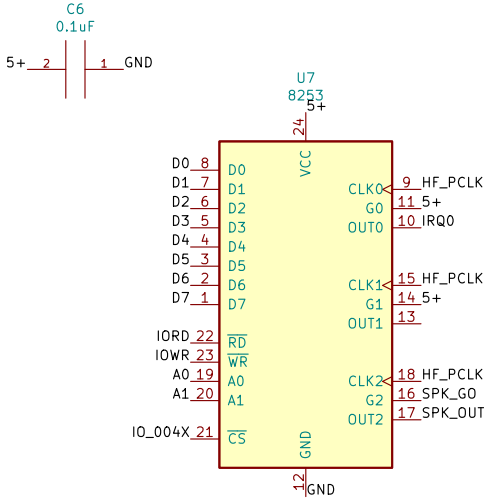 C6
0.1uF
5+ 2 1 GND
U7
8253
5+
24
VCC
D0 8 D0
D1 7 D1 CLK0 9 HF_PCLK
D2 6 D2 G0 11 5+
D3 5 D3 OUT0 10 IRQ0
D4 4 D4
D5 3 D5
D6 2 D6 CLK1 15 HF_PCLK
D7 1 D7 G1 14 5+
OUT1 13
IORD 22 RD
IOWR 23 WR
A0 19 A0 CLK2 18 HF_PCLK
A1 20 A1 G2 16 SPK_GO
OUT2 17 SPK_OUT
IO_004X 21 CS
GND
12
GND